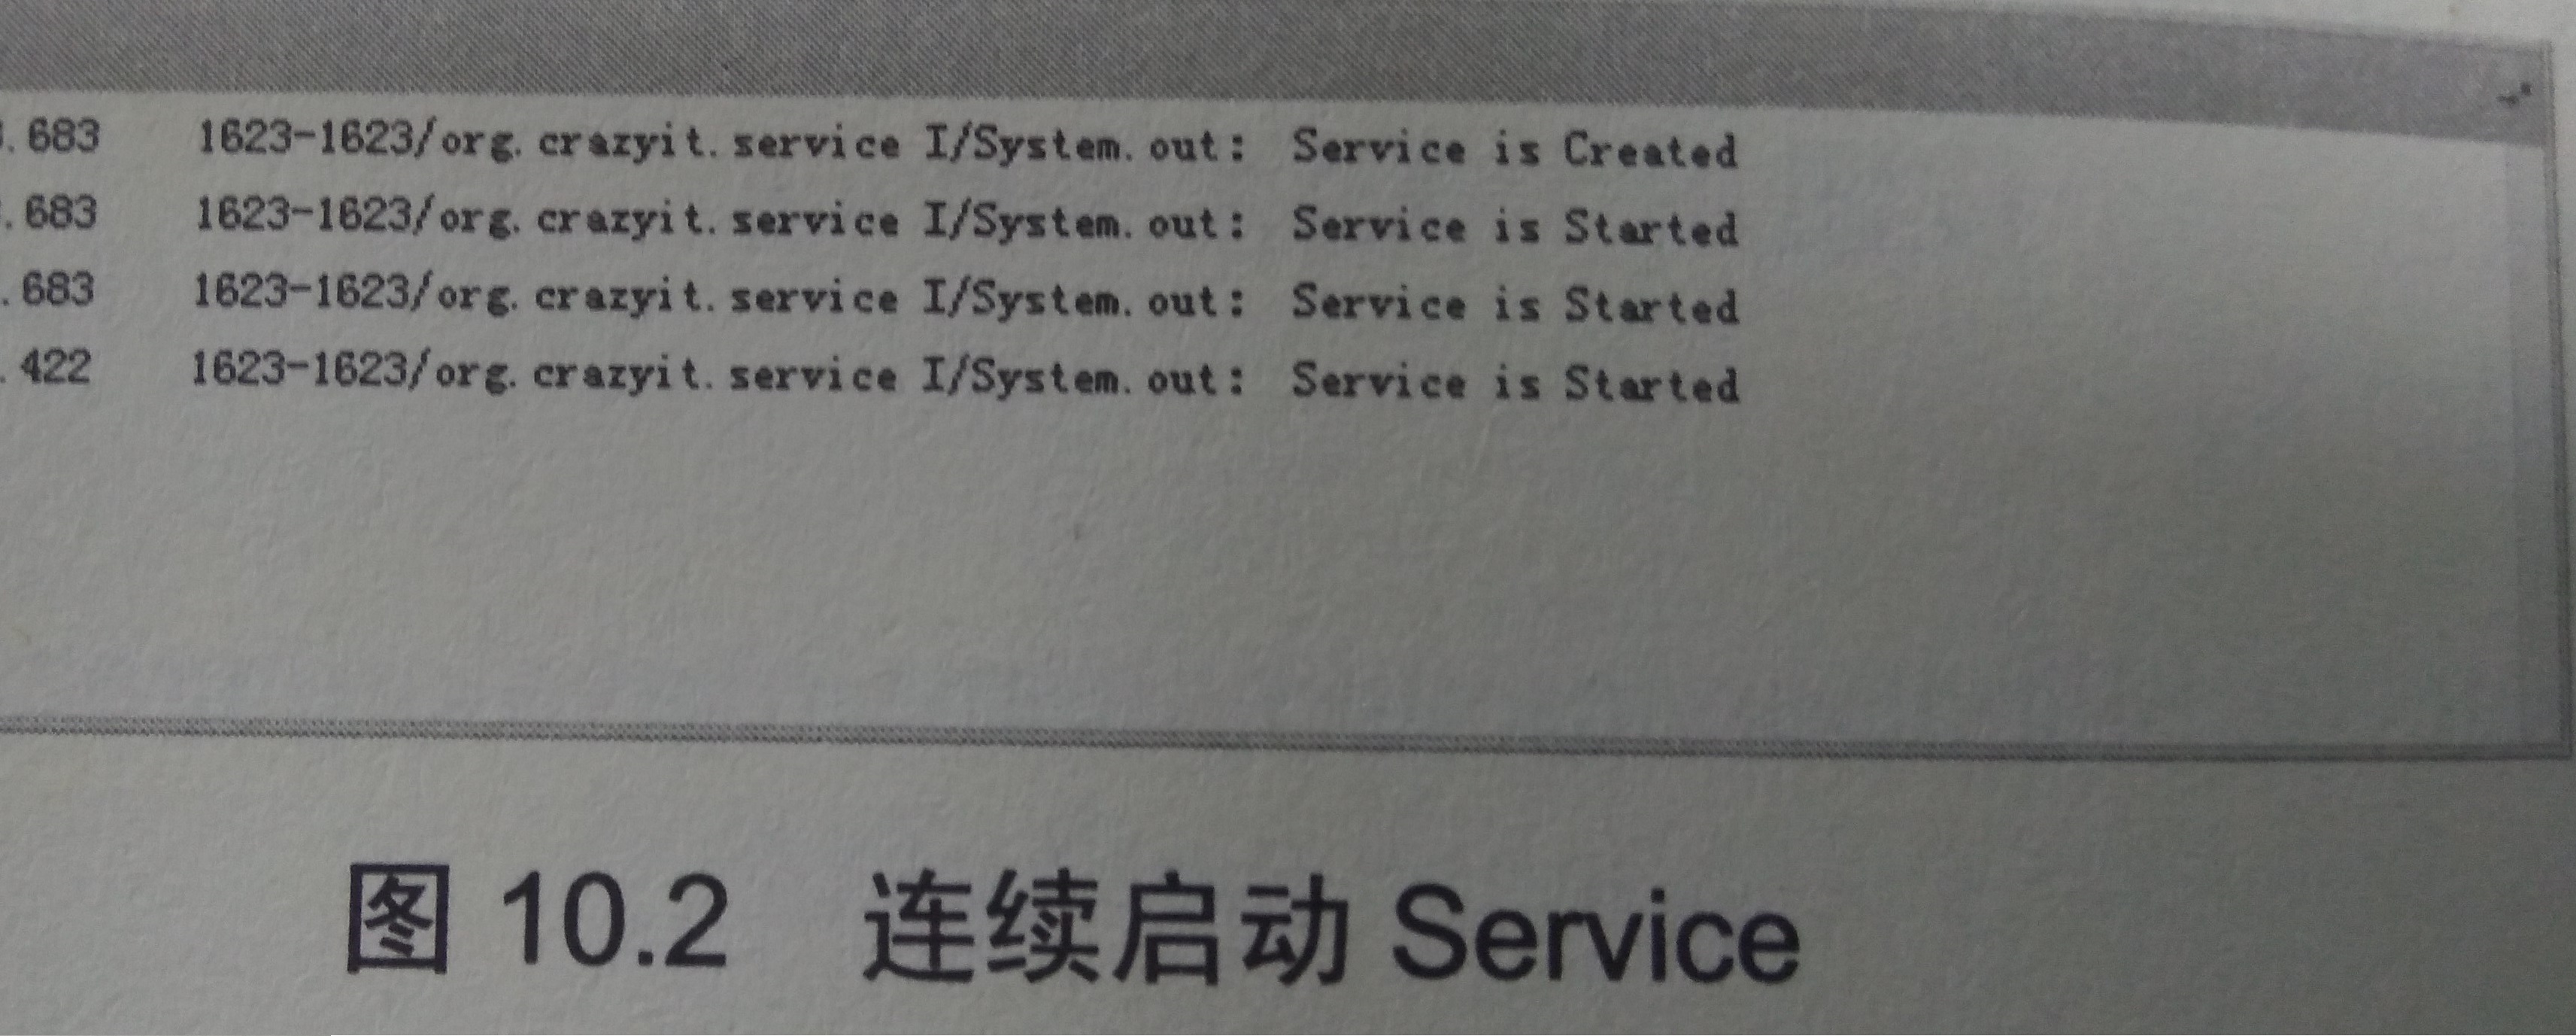 .683 1623-1623/org.crazyit.service I/System.out: Service is Created
.683 1623-1623/org.crazyit.service I/System.out: Service is Started
.683 1623-1623/org.crazyit.service I/System.out: Service is Started
.422 1623-1623/org.crazyit.service I/System.out: Service is Started
图 10.2 连续启动 Service